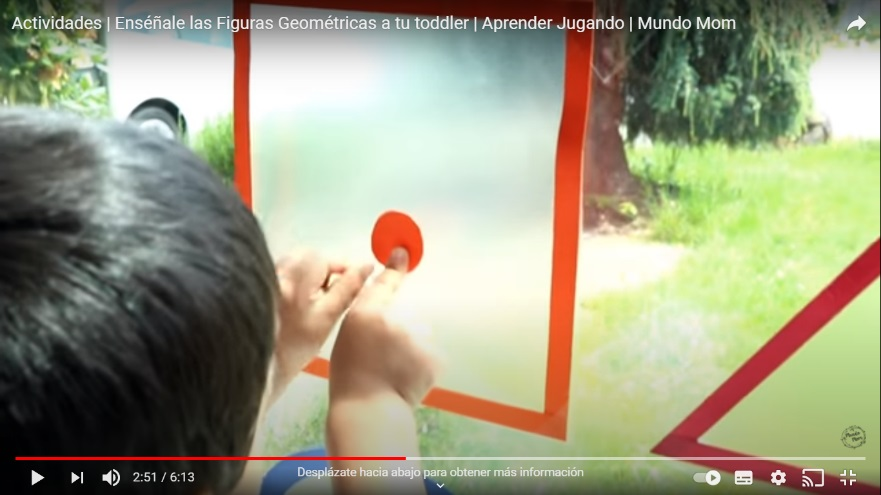 Actividades | Enséñale las Figuras Geométricas a tu toddler | Aprender Jugando | Mundo Mom
2:51 / 6:13
Desplázate hacia abajo para obtener más información